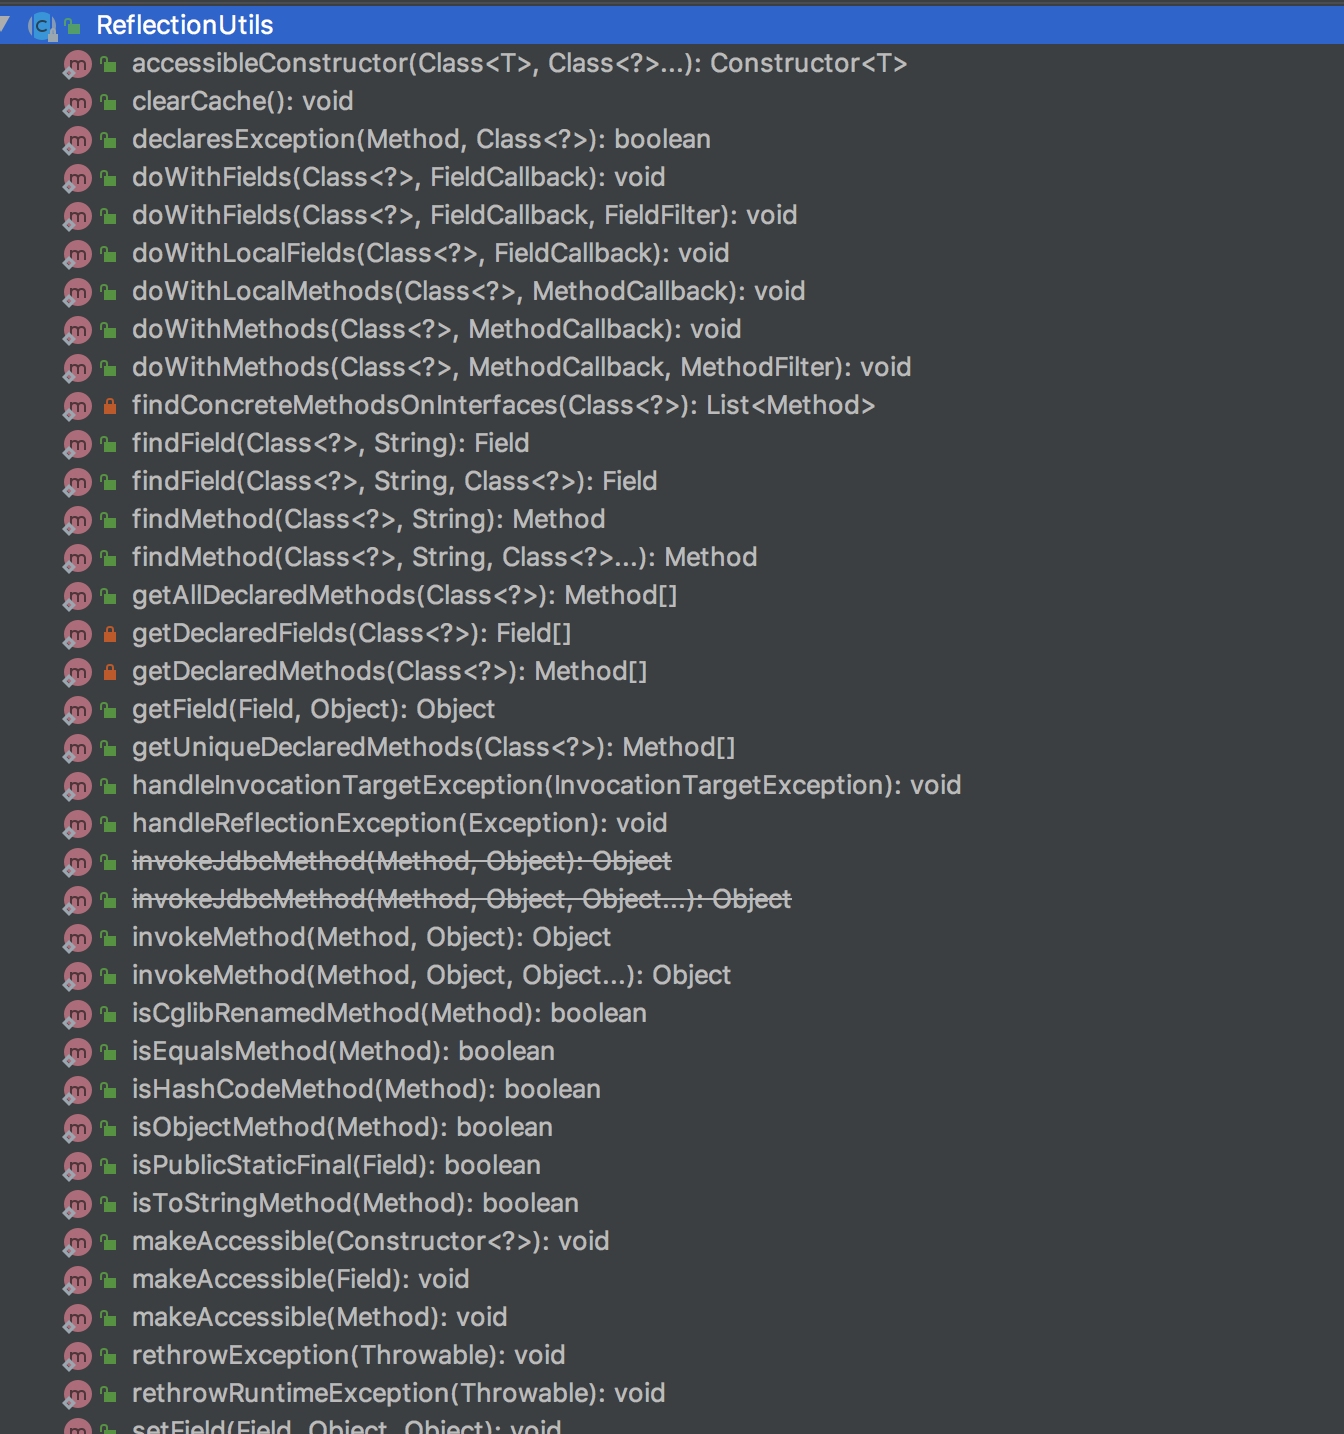 ReflectionUtils
accessibleConstructor(Class<T>, Class<?>...): Constructor<T>
clearCache(): void
declaresException(Method, Class<?>): boolean
doWithFields(Class<?>, FieldCallback): void
doWithFields(Class<?>, FieldCallback, FieldFilter): void
doWithLocalFields(Class<?>, FieldCallback): void
doWithLocalMethods(Class<?>, MethodCallback): void
doWithMethods(Class<?>, MethodCallback): void
doWithMethods(Class<?>, MethodCallback, MethodFilter): void
findConcreteMethodsOnInterfaces(Class<?>): List<Method>
findField(Class<?>, String): Field
findField(Class<?>, String, Class<?>): Field
findMethod(Class<?>, String): Method
findMethod(Class<?>, String, Class<?>...): Method
getAllDeclaredMethods(Class<?>): Method[]
getDeclaredFields(Class<?>): Field[]
getDeclaredMethods(Class<?>): Method[]
getField(Field, Object): Object
getUniqueDeclaredMethods(Class<?>): Method[]
handleInvocationTargetException(InvocationTargetException): void
handleReflectionException(Exception): void
invokeJdbcMethod(Method, Object): Object
invokeJdbcMethod(Method, Object, Object...): Object
invokeMethod(Method, Object): Object
invokeMethod(Method, Object, Object...): Object
isCglibRenamedMethod(Method): boolean
isEqualsMethod(Method): boolean
isHashCodeMethod(Method): boolean
isObjectMethod(Method): boolean
isPublicStaticFinal(Field): boolean
isToStringMethod(Method): boolean
makeAccessible(Constructor<?>): void
makeAccessible(Field): void
makeAccessible(Method): void
rethrowException(Throwable): void
rethrowRuntimeException(Throwable): void
setField(Field, Object, Object): void